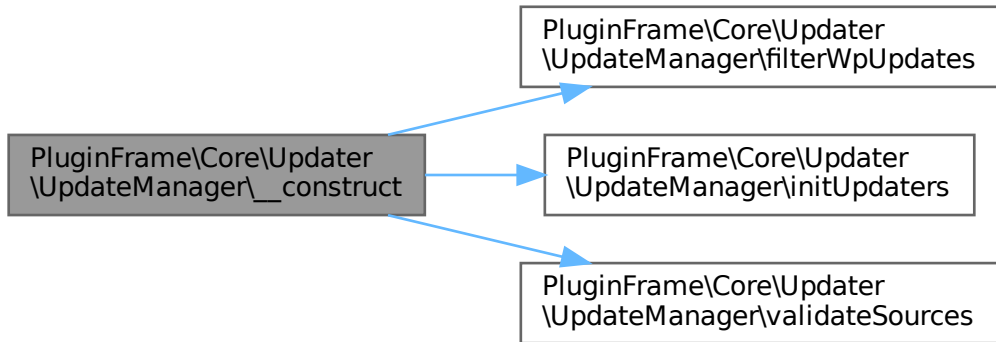 PluginFrame\Core\Updater
\UpdateManager\__construct
PluginFrame\Core\Updater
\UpdateManager\filterWpUpdates
PluginFrame\Core\Updater
\UpdateManager\initUpdaters
PluginFrame\Core\Updater
\UpdateManager\validateSources